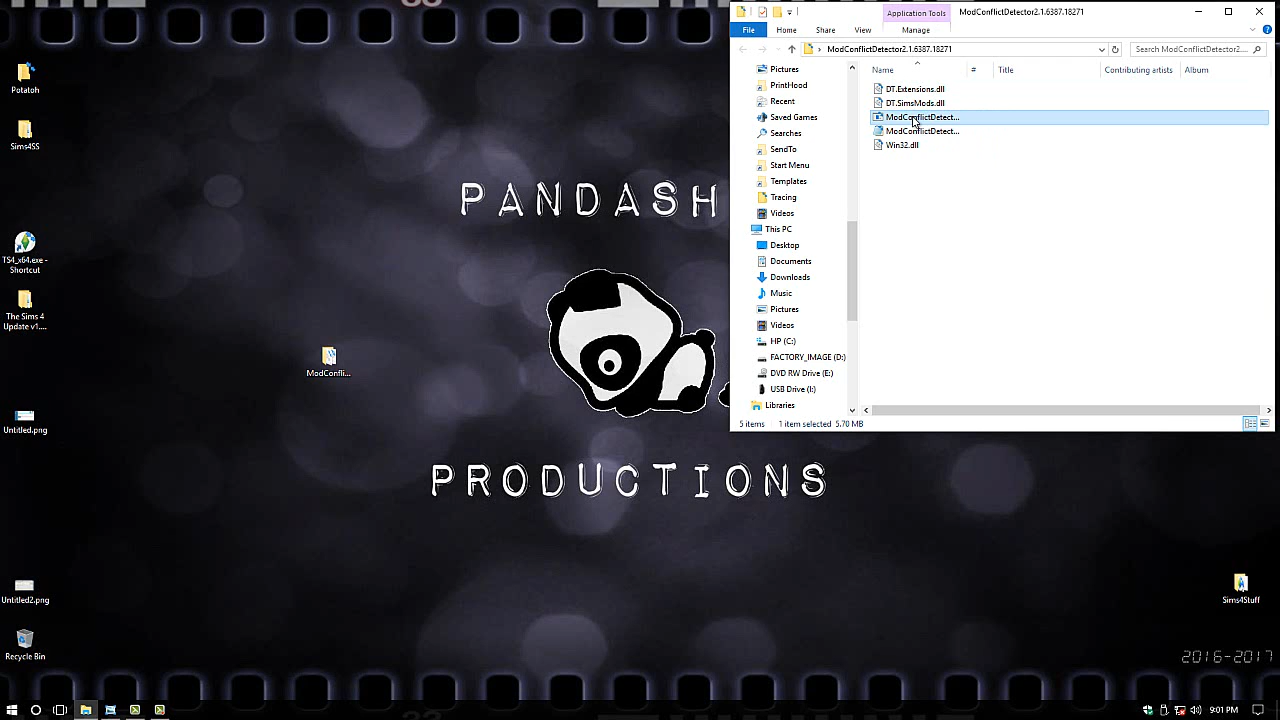 ModConflictDetector2.1.6387.18271
Application Tools
File
Home
Share
View
Manage
ModConflictDetector2.1.6387.18271
Search ModConflictDetector2...
Name
#
Title
Contributing artists
Album
Pictures
PrintHood
Recent
Saved Games
Searches
SendTo
Start Menu
Templates
Tracing
Videos
This PC
Desktop
Documents
Downloads
Music
Pictures
Videos
HP (C:)
FACTORY_IMAGE (D:)
DVD RW Drive (E:)
USB Drive (I:)
Libraries
DT.Extensions.dll
DT.SimsMods.dll
ModConflictDetect...
ModConflictDetect...
Win32.dll
5 items
1 item selected 5.70 MB
Potatoh
Sims4SS
TS4_x64.exe -
Shortcut
The Sims 4
Update v1....
ModConfli...
Untitled.png
Untitled2.png
Recycle Bin
Sims4Stuff
PANDASH
PRODUCTIONS
2016-2017
9:01 PM